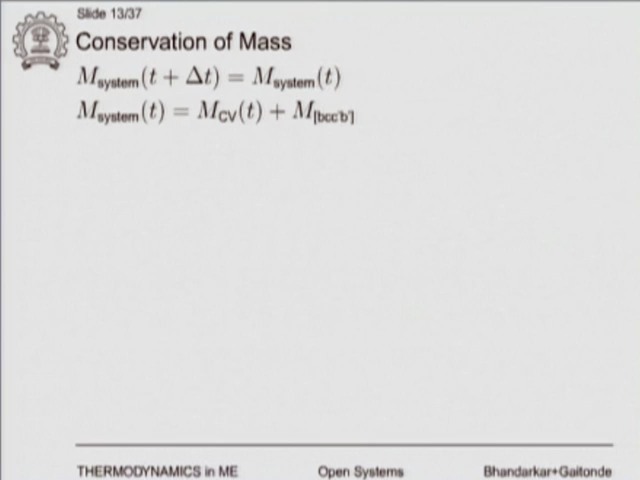 Slide 13/37
Conservation of Mass
M_system(t + Δt) = M_system(t)
M_system(t) = M_CV(t) + M_[bcc'b']
THERMODYNAMICS in ME Open Systems Bhandarkar+Gaitonde